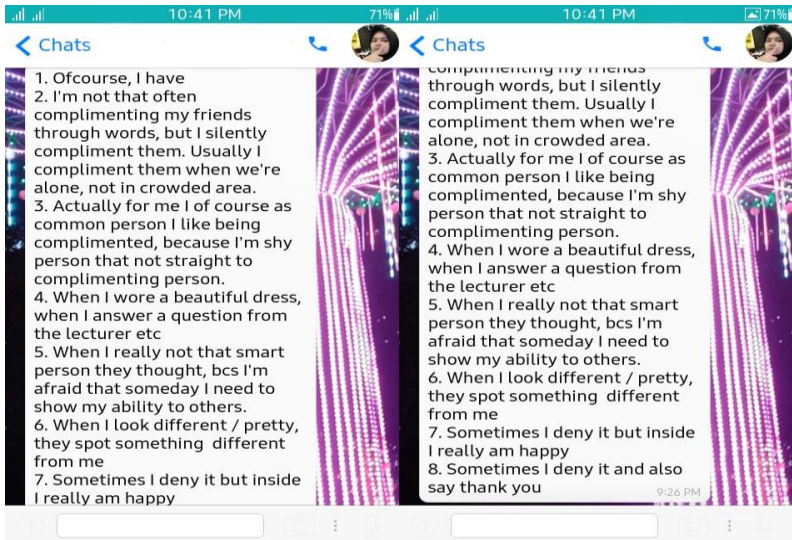 10:41 PM
71%
Chats
1. Ofcourse, I have
2. I'm not that often
complimenting my friends
through words, but I silently
compliment them. Usually I
compliment them when we're
alone, not in crowded area.
3. Actually for me I of course as
common person I like being
complimented, because I'm shy
person that not straight to
complimenting person.
4. When I wore a beautiful dress,
when I answer a question from
the lecturer etc
5. When I really not that smart
person they thought, bcs I'm
afraid that someday I need to
show my ability to others.
6. When I look different / pretty,
they spot something  different
from me
7. Sometimes I deny it but inside
I really am happy
10:41 PM
71%
Chats
complimenting my friends
through words, but I silently
compliment them. Usually I
compliment them when we're
alone, not in crowded area.
3. Actually for me I of course as
common person I like being
complimented, because I'm shy
person that not straight to
complimenting person.
4. When I wore a beautiful dress,
when I answer a question from
the lecturer etc
5. When I really not that smart
person they thought, bcs I'm
afraid that someday I need to
show my ability to others.
6. When I look different / pretty,
they spot something  different
from me
7. Sometimes I deny it but inside
I really am happy
8. Sometimes I deny it and also
say thank you
9:26 PM